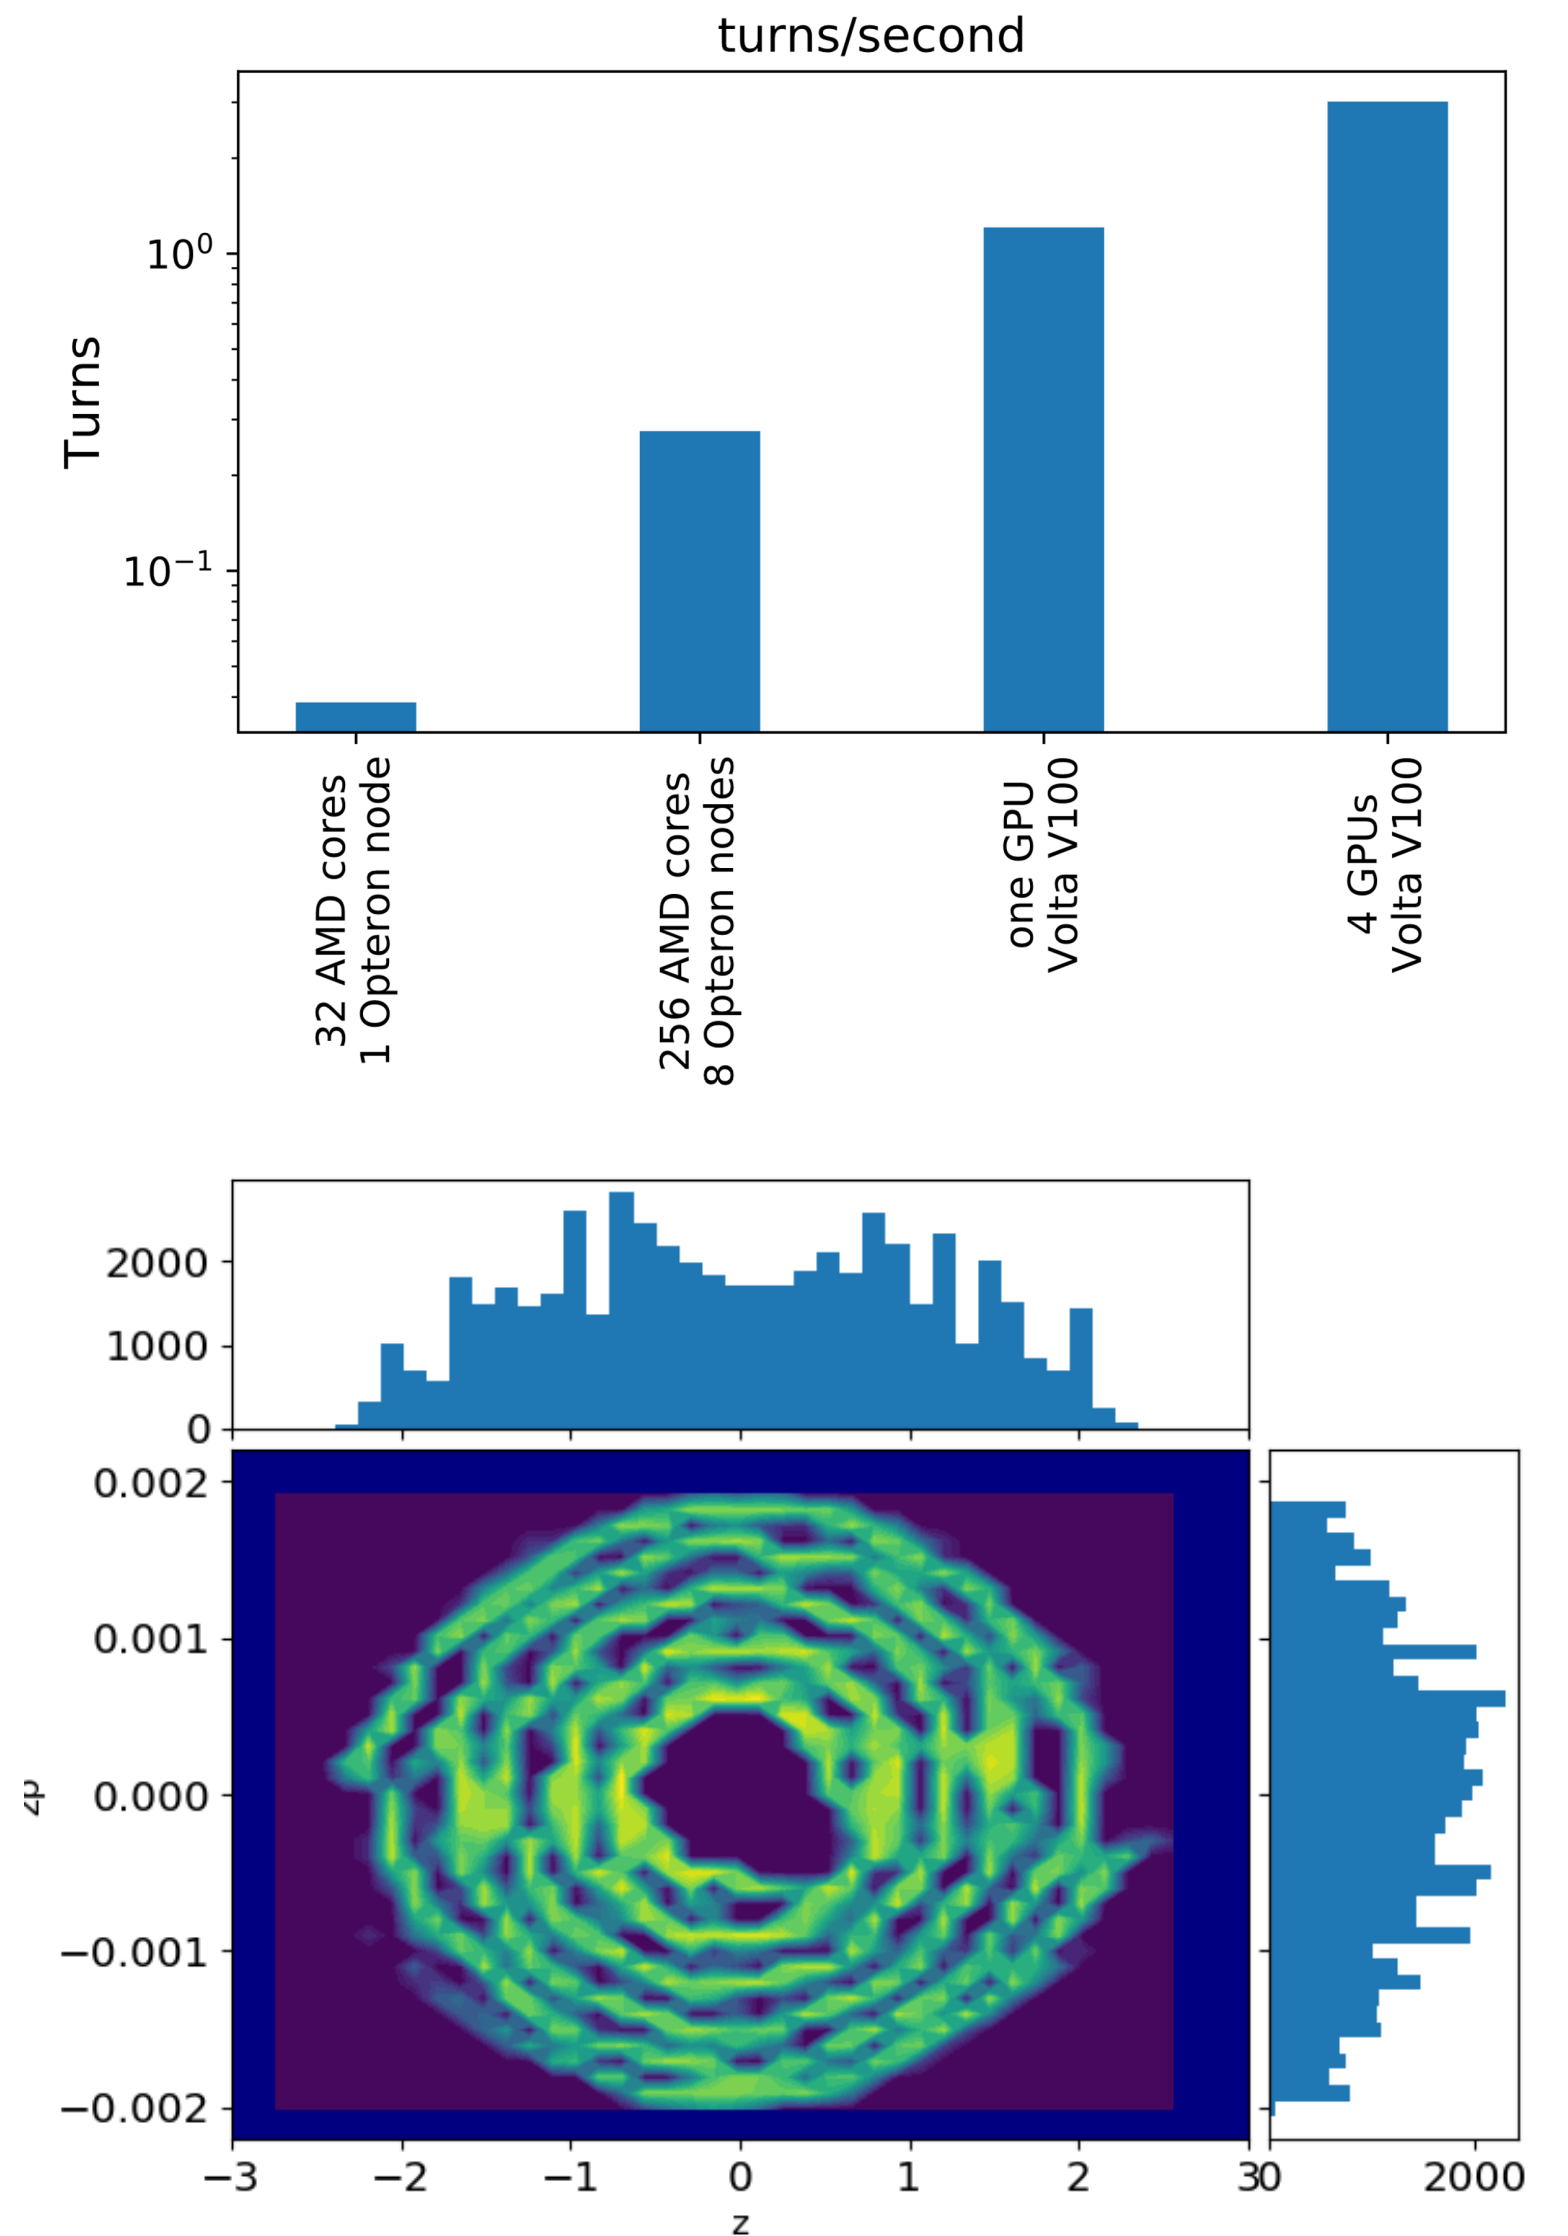 turns/second
Turns
10⁰
10⁻¹
32 AMD cores
1 Opteron node
256 AMD cores
8 Opteron nodes
one GPU
Volta V100
4 GPUs
Volta V100
2000
1000
0
0.002
0.001
0.000
−0.001
−0.002
−3
−2
−1
0
1
2
3
0
2000
z